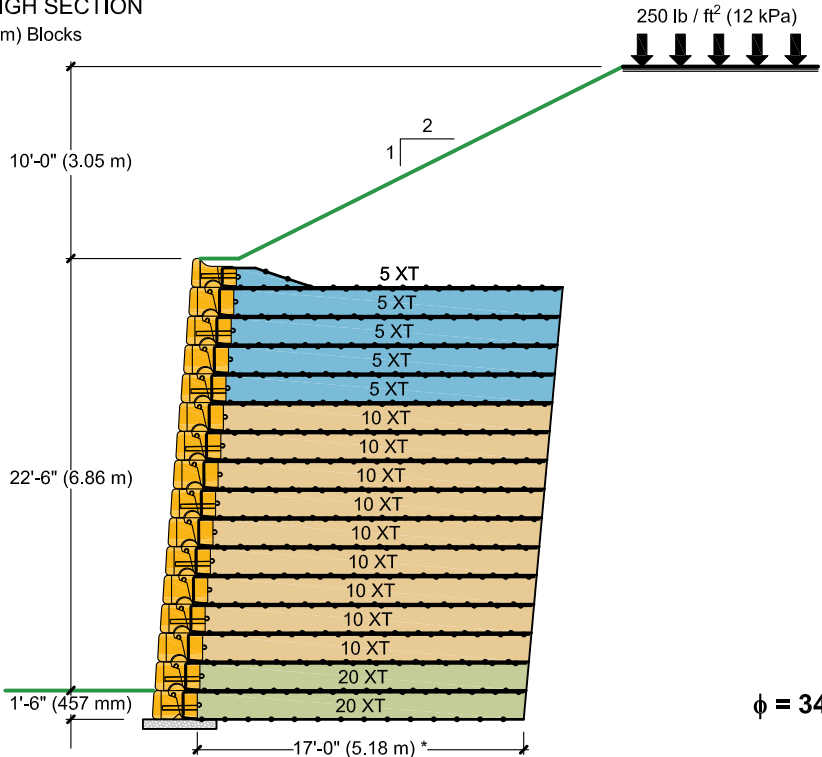 IGH SECTION
m) Blocks
250 lb / ft² (12 kPa)
2
1
10'-0" (3.05 m)
5 XT
5 XT
5 XT
5 XT
5 XT
10 XT
10 XT
10 XT
22'-6" (6.86 m)
10 XT
10 XT
10 XT
10 XT
10 XT
10 XT
20 XT
1'-6" (457 mm)
20 XT
ϕ = 34
17'-0" (5.18 m) *